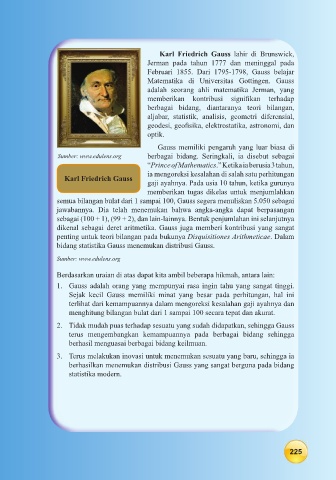 Karl Friedrich Gauss lahir di Brunswick,
Jerman pada tahun 1777 dan meninggal pada
Februari 1855. Dari 1795-1798, Gauss belajar
Matematika di Universitas Gottingen. Gauss
adalah seorang ahli matematika Jerman, yang
memberikan kontribusi signifikan terhadap
berbagai bidang, diantaranya teori bilangan,
aljabar, statistik, analisis, geometri diferensial,
geodesi, geofisika, elektrostatika, astronomi, dan
optik.
Gauss memiliki pengaruh yang luar biasa di
berbagai bidang. Seringkali, ia disebut sebagai
“Prince of Mathematics.” Ketika ia berusia 3 tahun,
ia mengoreksi kesalahan di salah satu perhitungan
gaji ayahnya. Pada usia 10 tahun, ketika gurunya
memberikan tugas dikelas untuk menjumlahkan
Sumber: www.edulens.org
Karl Friedrich Gauss
semua bilangan bulat dari 1 sampai 100, Gauss segera menuliskan 5.050 sebagai
jawabannya. Dia telah menemukan bahwa angka-angka dapat berpasangan
sebagai (100 + 1), (99 + 2), dan lain-lainnya. Bentuk penjumlahan ini selanjutnya
dikenal sebagai deret aritmetika. Gauss juga memberi kontribusi yang sangat
penting untuk teori bilangan pada bukunya Disquisitiones Arithmeticae. Dalam
bidang statistika Gauss menemukan distribusi Gauss.
Sumber: www.edulens.org
Berdasarkan uraian di atas dapat kita ambil beberapa hikmah, antara lain:
1. Gauss adalah orang yang mempunyai rasa ingin tahu yang sangat tinggi.
Sejak kecil Gauss memiliki minat yang besar pada perhitungan, hal ini
terlihat dari kemampuannya dalam mengoreksi kesalahan gaji ayahnya dan
menghitung bilangan bulat dari 1 sampai 100 secara tepat dan akurat.
2. Tidak mudah puas terhadap sesuatu yang sudah didapatkan, sehingga Gauss
terus mengembangkan kemampuannya pada berbagai bidang sehingga
berhasil menguasai berbagai bidang keilmuan.
3. Terus melakukan inovasi untuk menemukan sesuatu yang baru, sehingga ia
berhasilkan menemukan distribusi Gauss yang sangat berguna pada bidang
statistika modern.
225